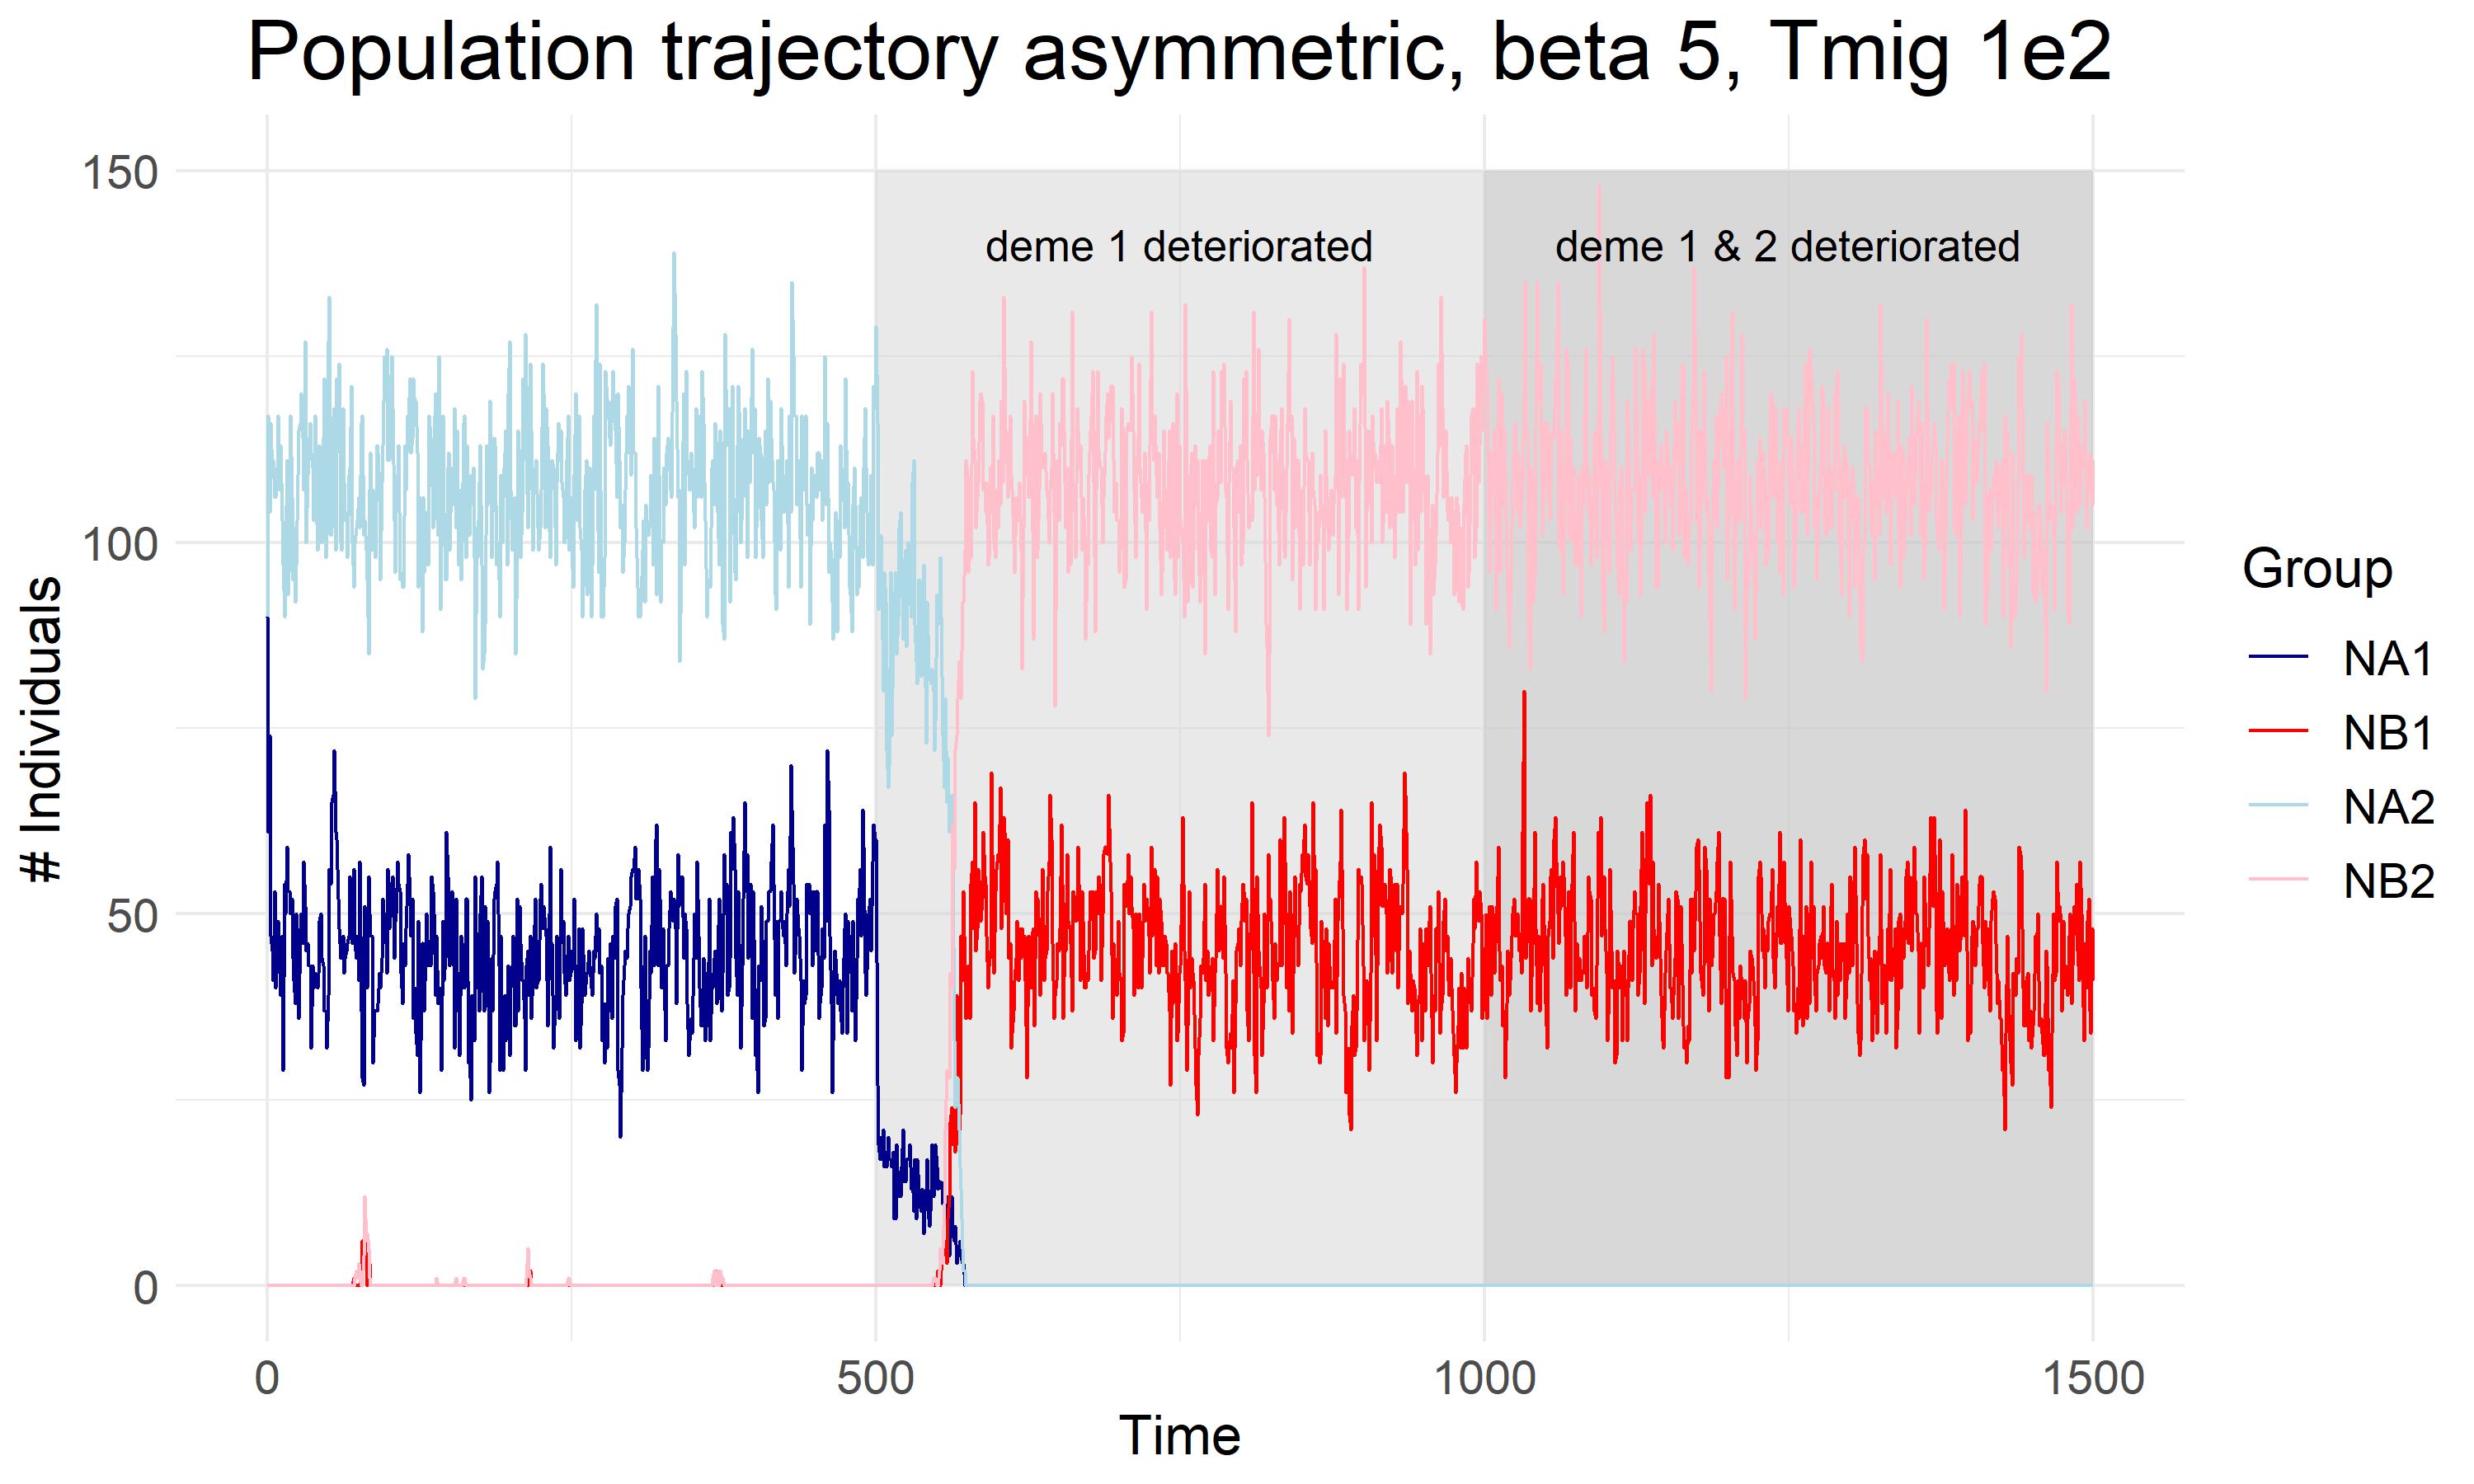 Population trajectory asymmetric, beta 5, Tmig 1e2
150
100
50
0
# Individuals
deme 1 deteriorated
deme 1 & 2 deteriorated
0
500
1000
1500
Time
Group
NA1
NB1
NA2
NB2